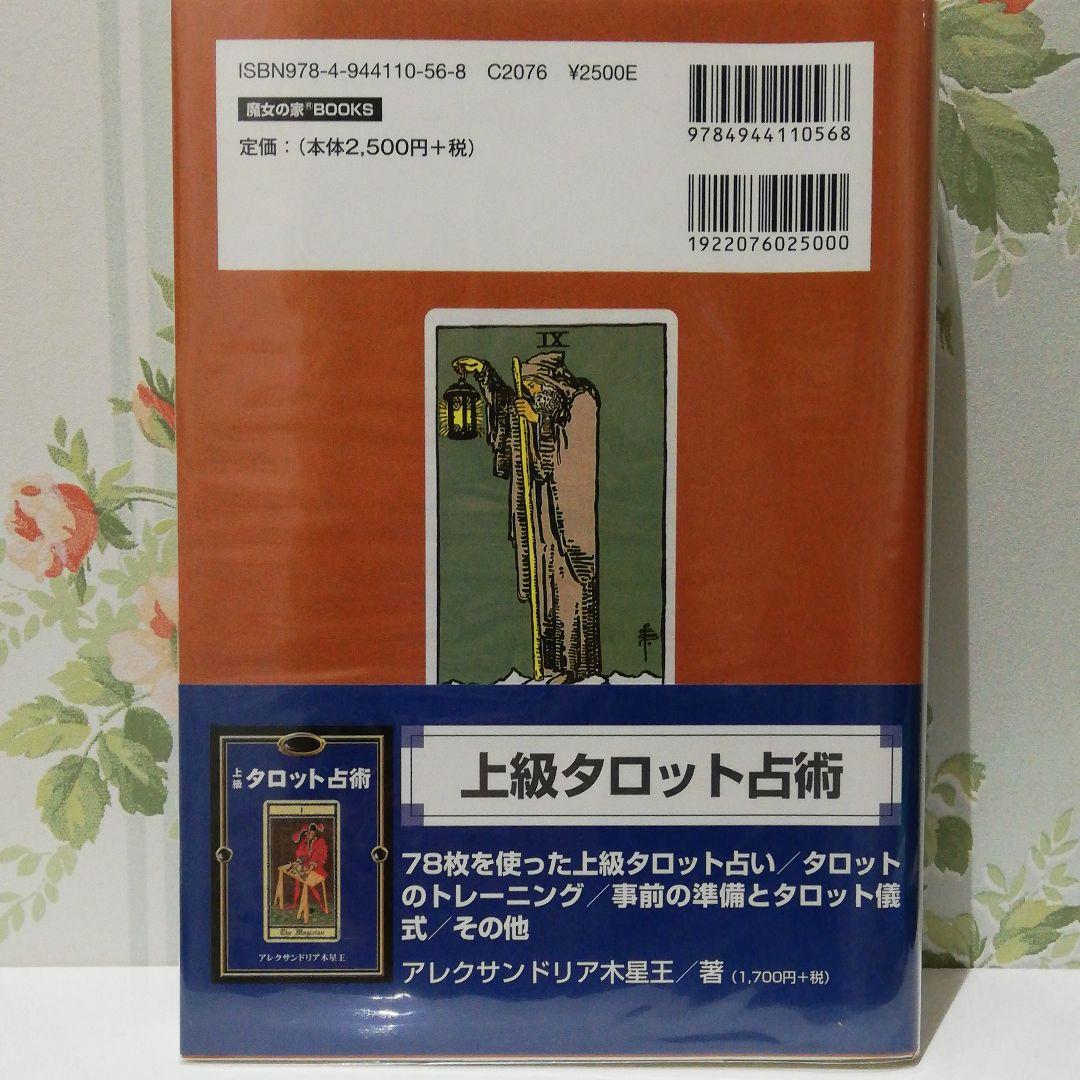 ISBN978-4-944110-56-8 C2076 ¥2500E
魔女の家®BOOKS
定価：（本体2,500円＋税）
9784944110568
1922076025000
IX
上級タロット占術
上級タロット占術
I
The Magician
アレクサンドリア木星王
78枚を使った上級タロット占い／タロット
のトレーニング／事前の準備とタロット儀
式／その他
アレクサンドリア木星王／著（1,700円＋税）